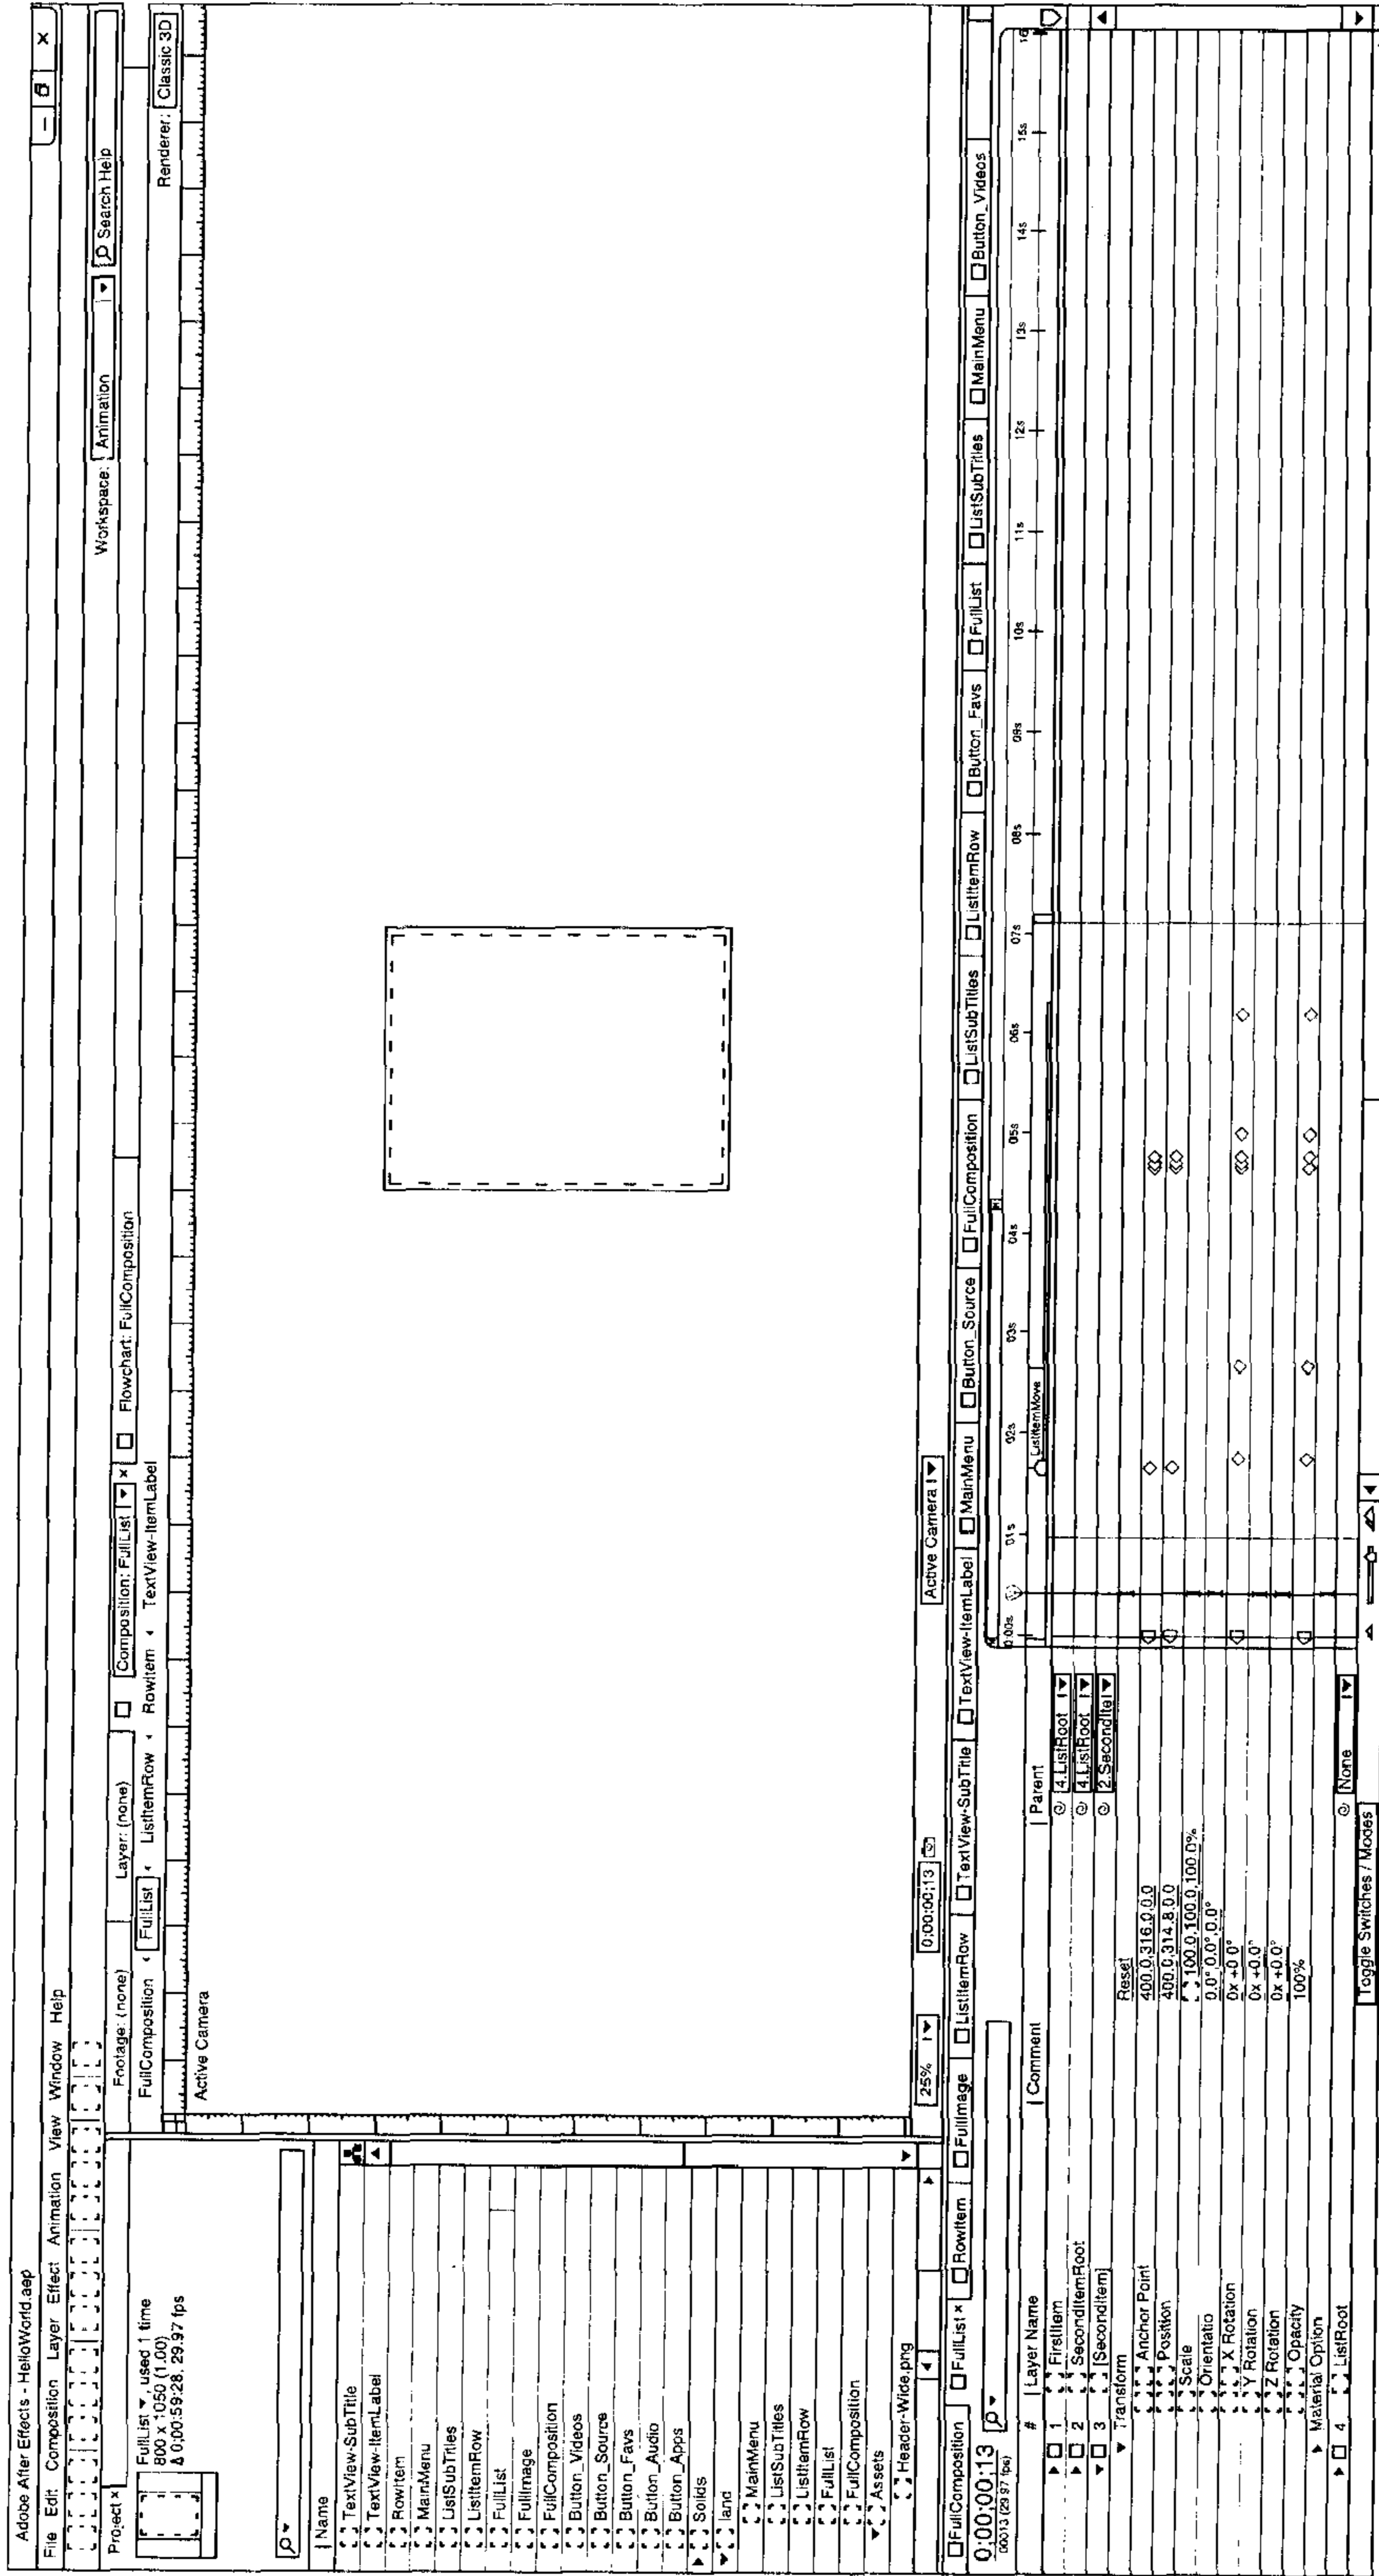 Adobe After Effects - HelloWorld.aep
File Edit Composition Layer Effect Animation View Window Help
Workspace: Animation Search Help
Project ×
Footage: (none) Layer: (none) Composition: FullList × Flowchart: FullComposition
FullList, used 1 time
800 x 1050 (1.00)
Δ 0;00:59:28, 29.97 fps
FullComposition FullList ListItemRow RowItem TextView-ItemLabel
Renderer: Classic 3D
Active Camera
Name
TextView-SubTitle
TextView-ItemLabel
RowItem
MainMenu
ListSubTitles
ListItemRow
FullList
FullImage
FullComposition
Button_Videos
Button_Source
Button_Favs
Button_Audio
Button_Apps
Solids
land
MainMenu
ListSubTitles
ListItemRow
FullList
FullComposition
Assets
Header-Wide.png
25% 0;00:00;13 Active Camera
FullComposition FullList × RowItem FullImage ListItemRow TextView-SubTitle TextView-ItemLabel MainMenu Button_Source FullComposition ListSubTitles ListItemRow Button_Favs FullList ListSubTitles MainMenu Button_Videos
0;00:00;13
00013 (29.97 fps)
0:00s 01s 02s 03s 04s 05s 06s 07s 08s 09s 10s 11s 12s 13s 14s 15s 16
# Layer Name Comment Parent
ListItemMove
1 FirstItem 4.ListRoot
2 SecondItemRoot 4.ListRoot
3 [SecondItem] 2.SecondIte
Transform Reset
Anchor Point 400.0,316.0,0.0
Position 400.0,314.8,0.0
Scale 100.0,100.0,100.0%
Orientatio 0.0°,0.0°,0.0°
X Rotation 0x +0.0°
Y Rotation 0x +0.0°
Z Rotation 0x +0.0°
Opacity 100%
Material Option
4 ListRoot None
Toggle Switches / Modes